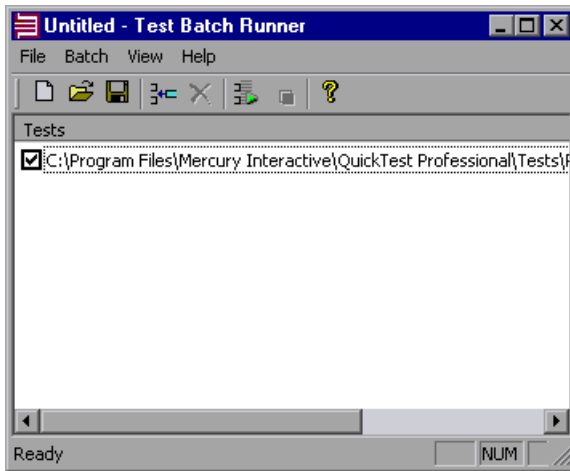 Untitled - Test Batch Runner
File Batch View Help
Tests
C:\Program Files\Mercury Interactive\QuickTest Professional\Tests\
Ready NUM